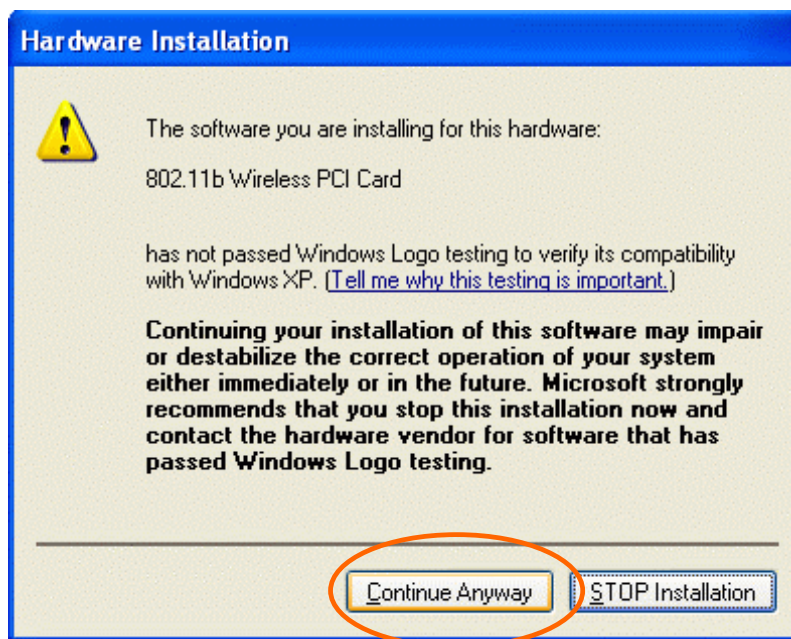 Hardware Installation
The software you are installing for this hardware:
802.11b Wireless PCI Card
has not passed Windows Logo testing to verify its compatibility
with Windows XP. (Tell me why this testing is important.)
Continuing your installation of this software may impair
or destabilize the correct operation of your system
either immediately or in the future. Microsoft strongly
recommends that you stop this installation now and
contact the hardware vendor for software that has
passed Windows Logo testing.
Continue Anyway
STOP Installation